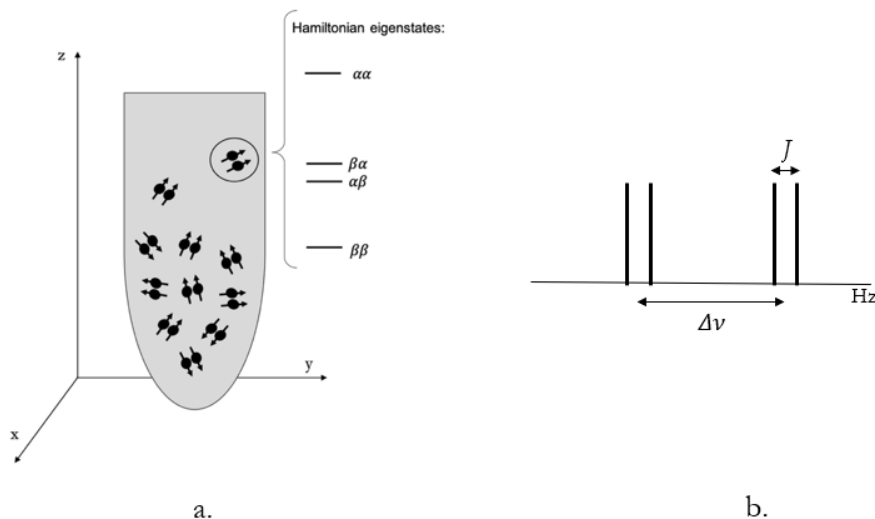 Hamiltonian eigenstates:
z
αα
βα
αβ
ββ
y
x
a.
J
Hz
Δν
b.